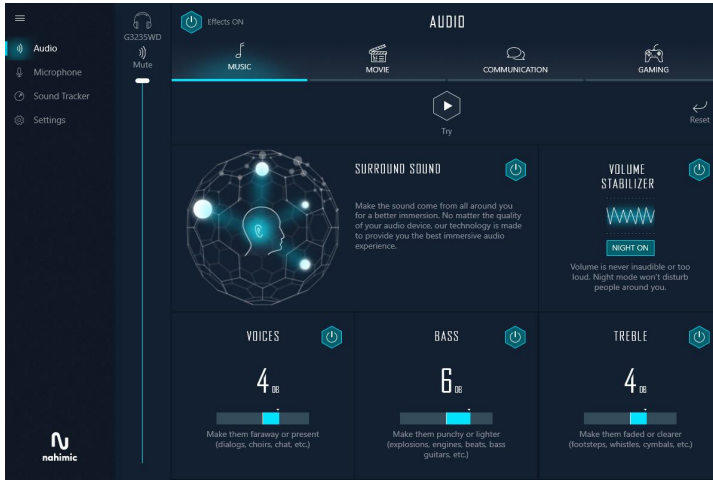 Audio
Microphone
Sound Tracker
Settings
nahimic
G3235WD
Mute
Effects ON
AUDIO
MUSIC
MOVIE
COMMUNICATION
GAMING
Try
Reset
SURROUND SOUND
Make the sound come from all around you
for a better immersion. No matter the quality
of your audio device, our technology is made
to provide you the best immersive audio
experience.
VOLUME
STABILIZER
NIGHT ON
Volume is never inaudible or too
loud. Night mode won't disturb
people around you.
VOICES
4 DB
Make them faraway or present
(dialogs, choirs, chat, etc.)
BASS
6 DB
Make them punchy or lighter
(explosions, engines, beats, bass
guitars, etc.)
TREBLE
4 DB
Make them faded or clearer
(footsteps, whistles, cymbals, etc.)